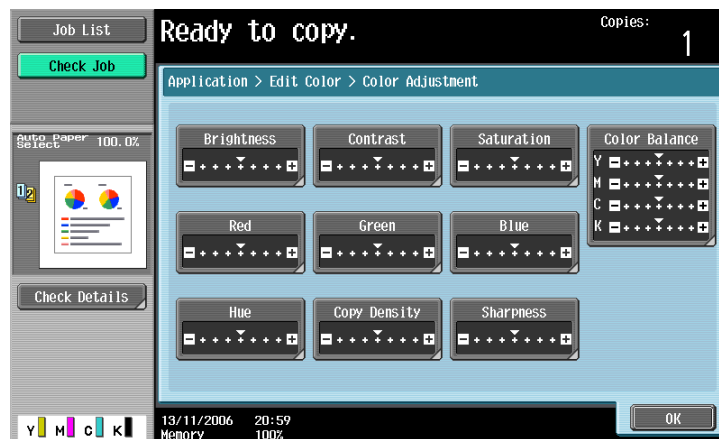 Job List
Check Job
Ready to copy.
Copies:
1
Application > Edit Color > Color Adjustment
Auto Paper Select 100.0%
1 2
Check Details
Brightness
Contrast
Saturation
Color Balance
Y
M
C
K
Red
Green
Blue
Hue
Copy Density
Sharpness
Y M C K
13/11/2006 20:59
Memory 100%
OK